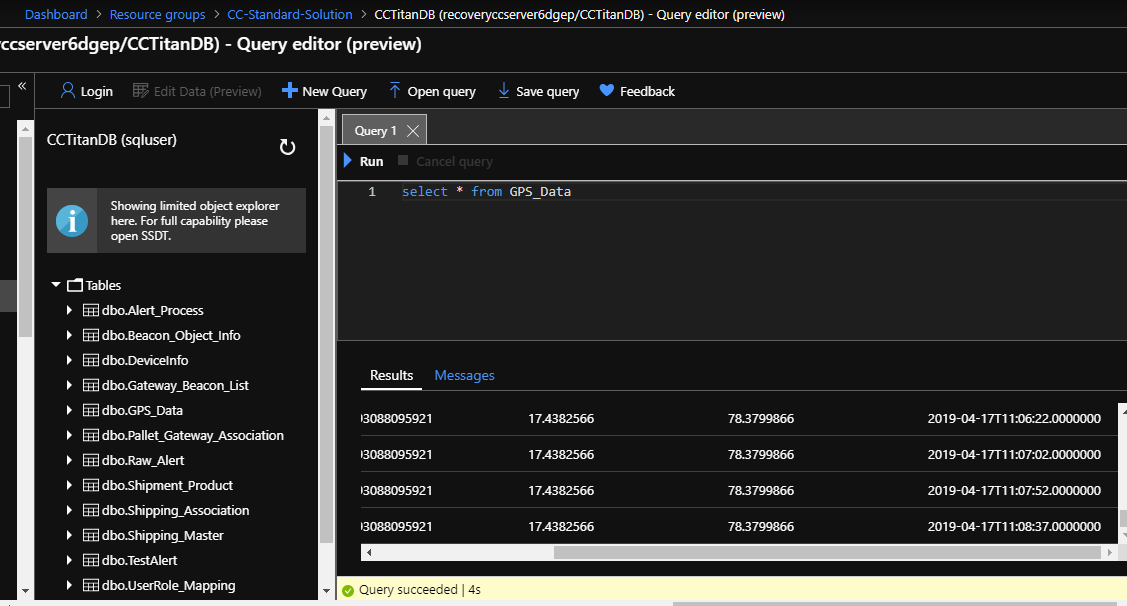 Dashboard > Resource groups > CC-Standard-Solution > CCTitanDB (recoveryccserver6dgep/CCTitanDB) - Query editor (preview)
ccserver6dgep/CCTitanDB) - Query editor (preview)
« Login Edit Data (Preview) New Query Open query Save query Feedback
CCTitanDB (sqluser)
Showing limited object explorer
here. For full capability please
open SSDT.
Tables
dbo.Alert_Process
dbo.Beacon_Object_Info
dbo.DeviceInfo
dbo.Gateway_Beacon_List
dbo.GPS_Data
dbo.Pallet_Gateway_Association
dbo.Raw_Alert
dbo.Shipment_Product
dbo.Shipping_Association
dbo.Shipping_Master
dbo.TestAlert
dbo.UserRole_Mapping
Query 1
Run Cancel query
1 select * from GPS_Data
Results Messages
03088095921 17.4382566 78.3799866 2019-04-17T11:06:22.0000000
03088095921 17.4382566 78.3799866 2019-04-17T11:07:02.0000000
03088095921 17.4382566 78.3799866 2019-04-17T11:07:52.0000000
03088095921 17.4382566 78.3799866 2019-04-17T11:08:37.0000000
Query succeeded | 4s